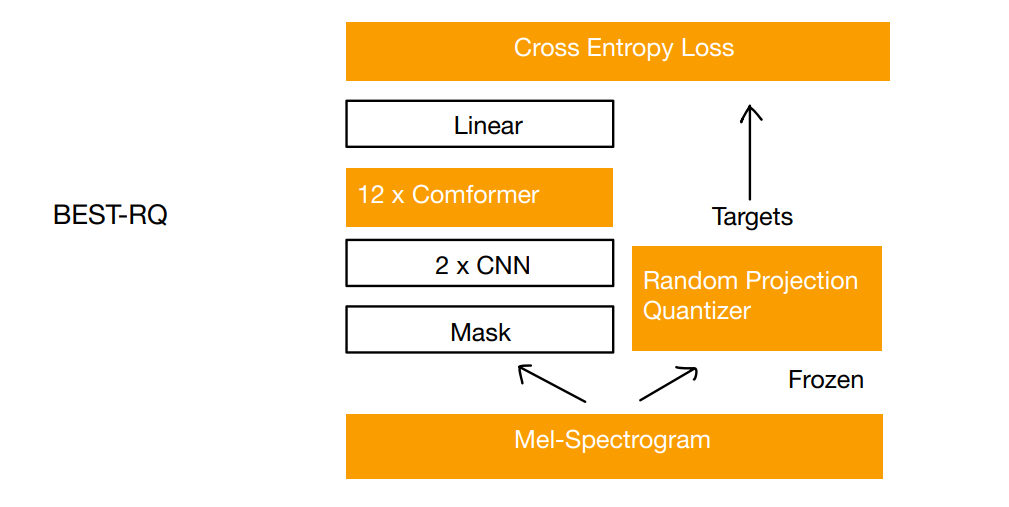 Cross Entropy Loss
Linear
12 x Comformer
BEST-RQ
Targets
2 x CNN
Random Projection
Quantizer
Mask
Frozen
Mel-Spectrogram